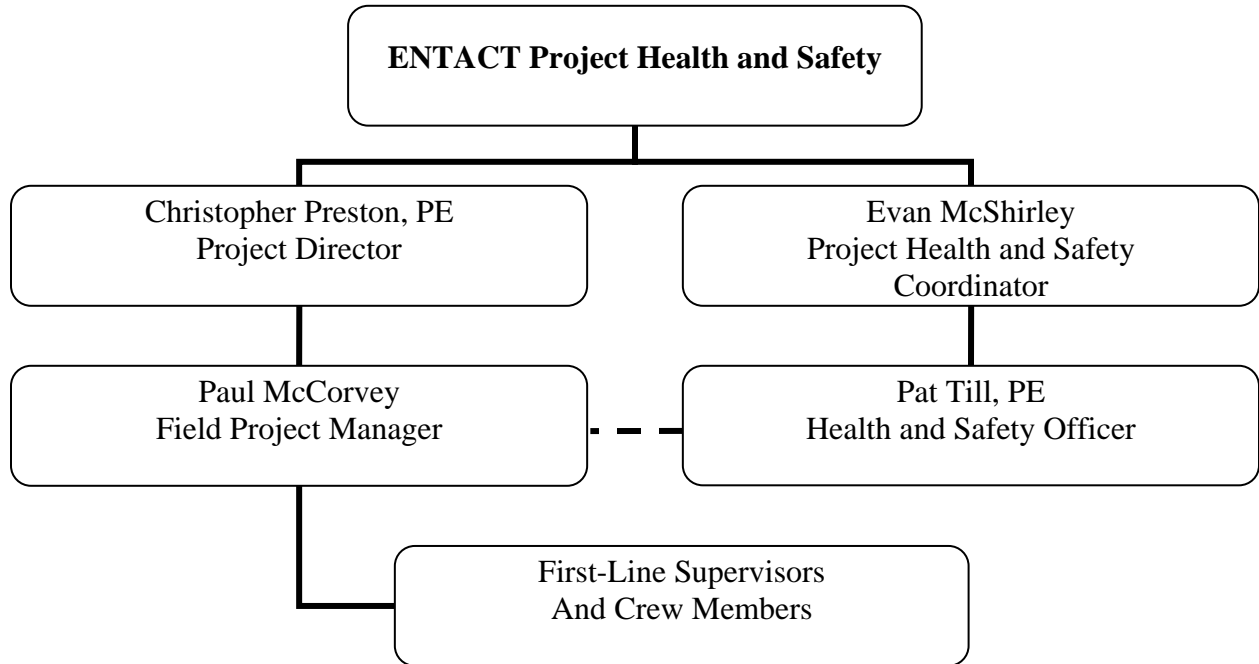 ENTACT Project Health and Safety
Christopher Preston, PE
Project Director
Evan McShirley
Project Health and Safety
Coordinator
Paul McCorvey
Field Project Manager
Pat Till, PE
Health and Safety Officer
First-Line Supervisors
And Crew Members